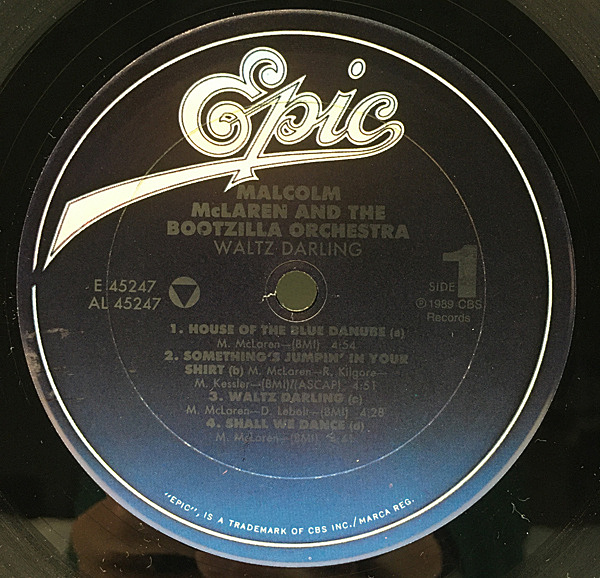 Epic
MALCOLM
McLAREN AND THE
BOOTZILLA ORCHESTRA
WALTZ DARLING
E 45247
AL 45247
SIDE 1
℗ 1989 CBS
Records
1. HOUSE OF THE BLUE DANUBE (a)
M. McLaren—(BMI) 4:54
2. SOMETHING'S JUMPIN' IN YOUR
SHIRT (b) M. McLaren—R. Kilgore—
M. Kessler—(BMI)/(ASCAP) 4:51
3. WALTZ DARLING (c)
M. McLaren—D. Lebolt—(BMI) 4:28
4. SHALL WE DANCE (d)
M. McLaren—(BMI)
"EPIC", IS A TRADEMARK OF CBS INC./MARCA REG.